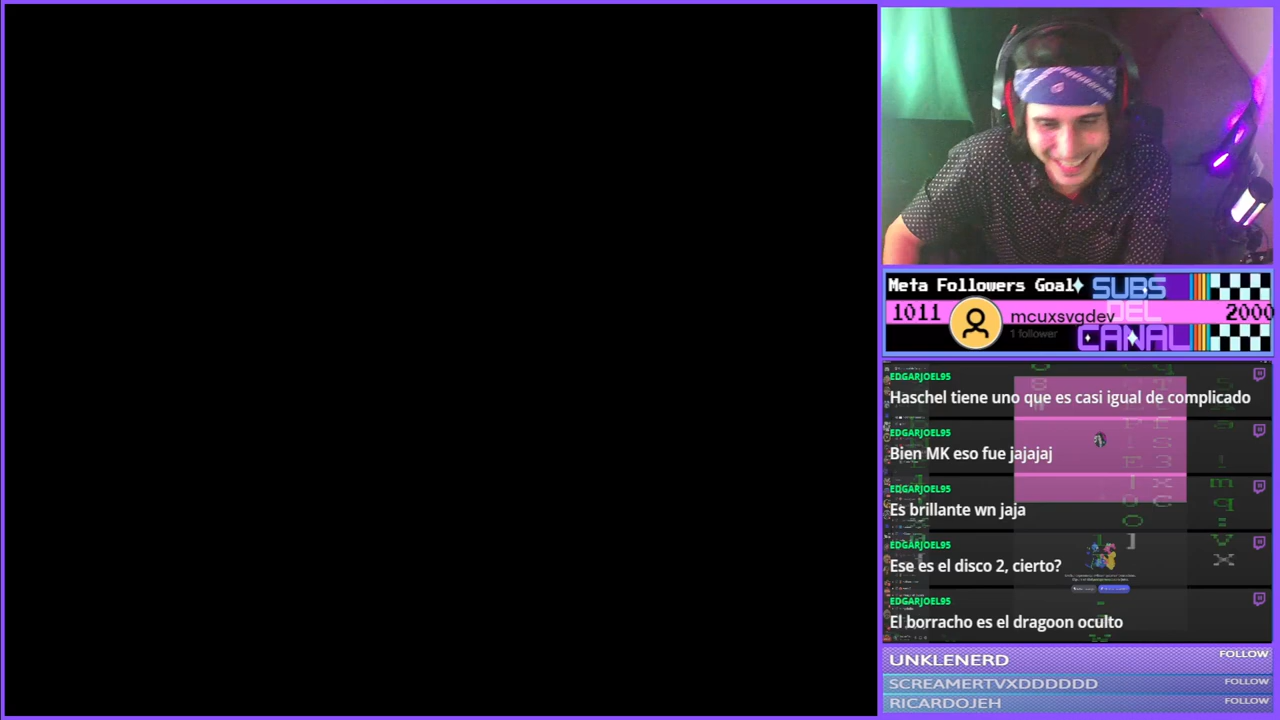 Meta Followers Goal
SUBS
DEL
CANAL
1011
mcuxsvgdev
1 follower
2000
EDGARJOEL95
Haschel tiene uno que es casi igual de complicado
EDGARJOEL95
Bien MK eso fue jajajaj
EDGARJOEL95
Es brillante wn jaja
EDGARJOEL95
Ese es el disco 2, cierto?
EDGARJOEL95
El borracho es el dragoon oculto
UNKLENERD FOLLOW
SCREAMERTVXDDDDDD FOLLOW
RICARDOJEH FOLLOW